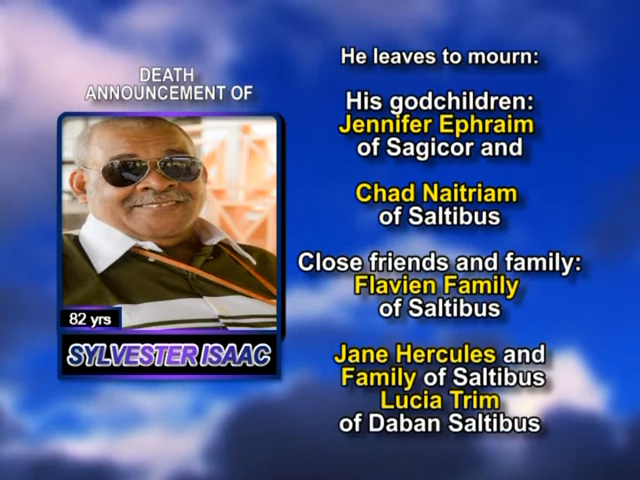 DEATH
ANNOUNCEMENT OF
82 yrs
SYLVESTER ISAAC
He leaves to mourn:
His godchildren:
Jennifer Ephraim
of Sagicor and
Chad Naitriam
of Saltibus
Close friends and family:
Flavien Family
of Saltibus
Jane Hercules and
Family of Saltibus
Lucia Trim
of Daban Saltibus